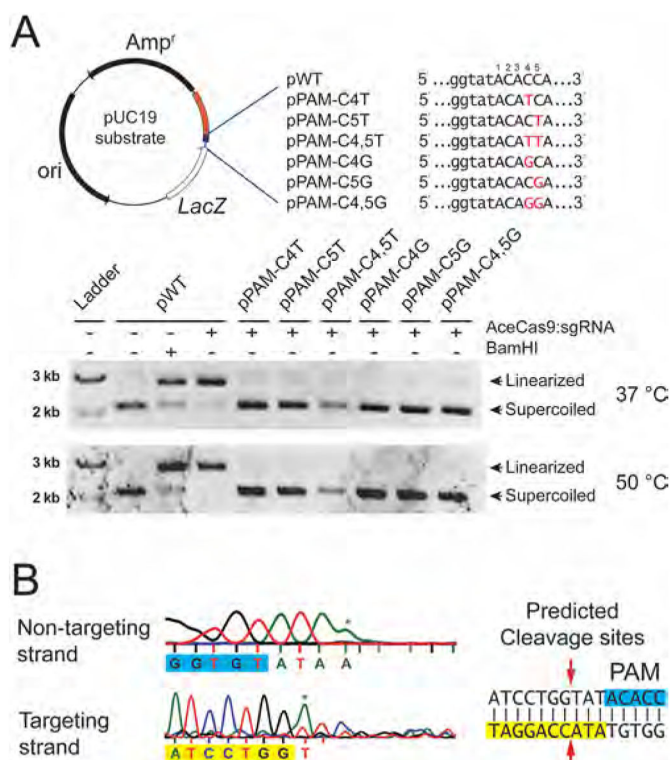 A
Ampʳ
pUC19
substrate
ori
LacZ
1 2 3 4 5
pWT 5´...ggtatACACCA...3´
pPAM-C4T 5´...ggtatACATCA...3´
pPAM-C5T 5´...ggtatACACTA...3´
pPAM-C4,5T 5´...ggtatACATTA...3´
pPAM-C4G 5´...ggtatACAGCA...3´
pPAM-C5G 5´...ggtatACACGA...3´
pPAM-C4,5G 5´...ggtatACAGGA...3´
Ladder pWT pPAM-C4T pPAM-C5T pPAM-C4,5T pPAM-C4G pPAM-C5G pPAM-C4,5G
- - - + + + + + + + AceCas9:sgRNA
- - + - - - - - - - BamHI
3 kb Linearized
2 kb Supercoiled
37 °C
3 kb Linearized
2 kb Supercoiled
50 °C
B
Non-targeting
strand
*
G G T G T A T A A
Targeting
strand
*
A T C C T G G T
Predicted
Cleavage sites
PAM
ATCCTGGTATACACC
TAGGACCATATGTGG